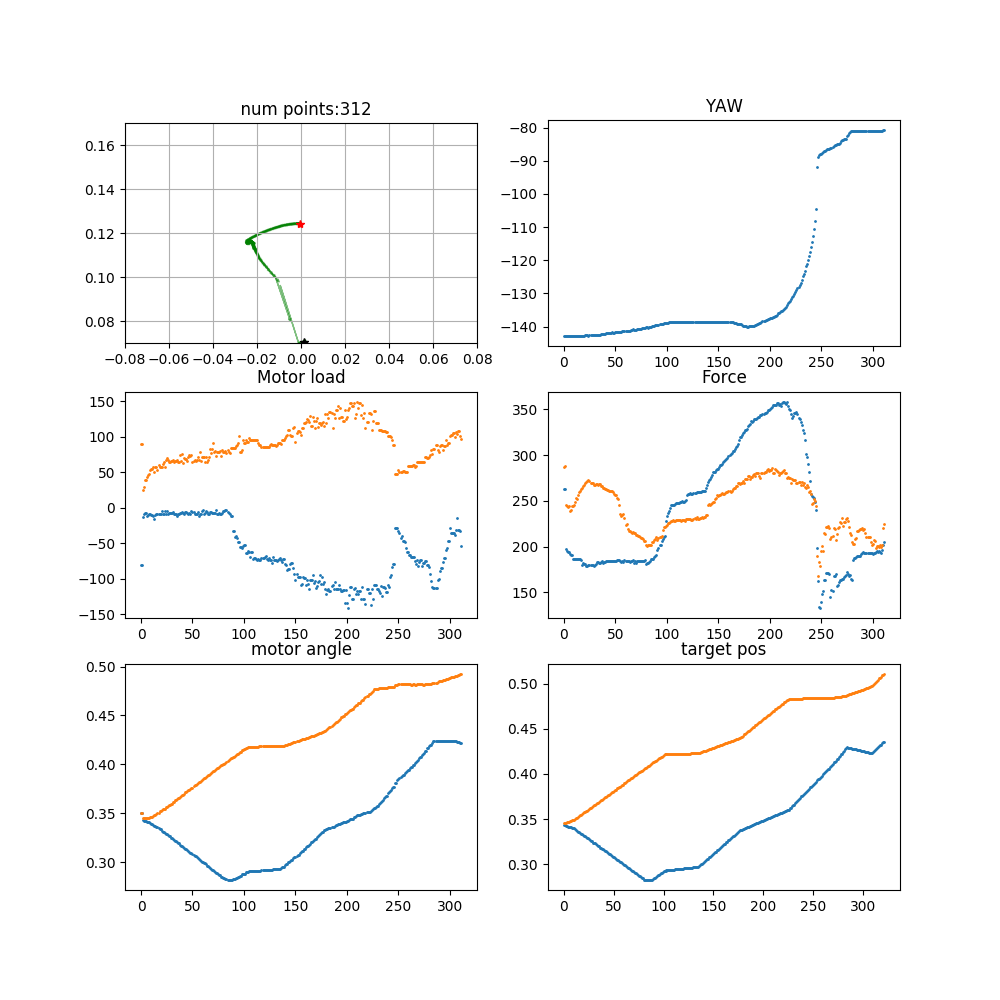 num points:312
YAW
0.16
0.14
0.12
0.10
0.08
−0.08 −0.06 −0.04 −0.02 0.00 0.02 0.04 0.06 0.08
−80
−90
−100
−110
−120
−130
−140
0 50 100 150 200 250 300
Motor load
Force
150
100
50
0
−50
−100
−150
0 50 100 150 200 250 300
350
300
250
200
150
0 50 100 150 200 250 300
motor angle
target pos
0.50
0.45
0.40
0.35
0.30
0 50 100 150 200 250 300
0.50
0.45
0.40
0.35
0.30
0 50 100 150 200 250 300